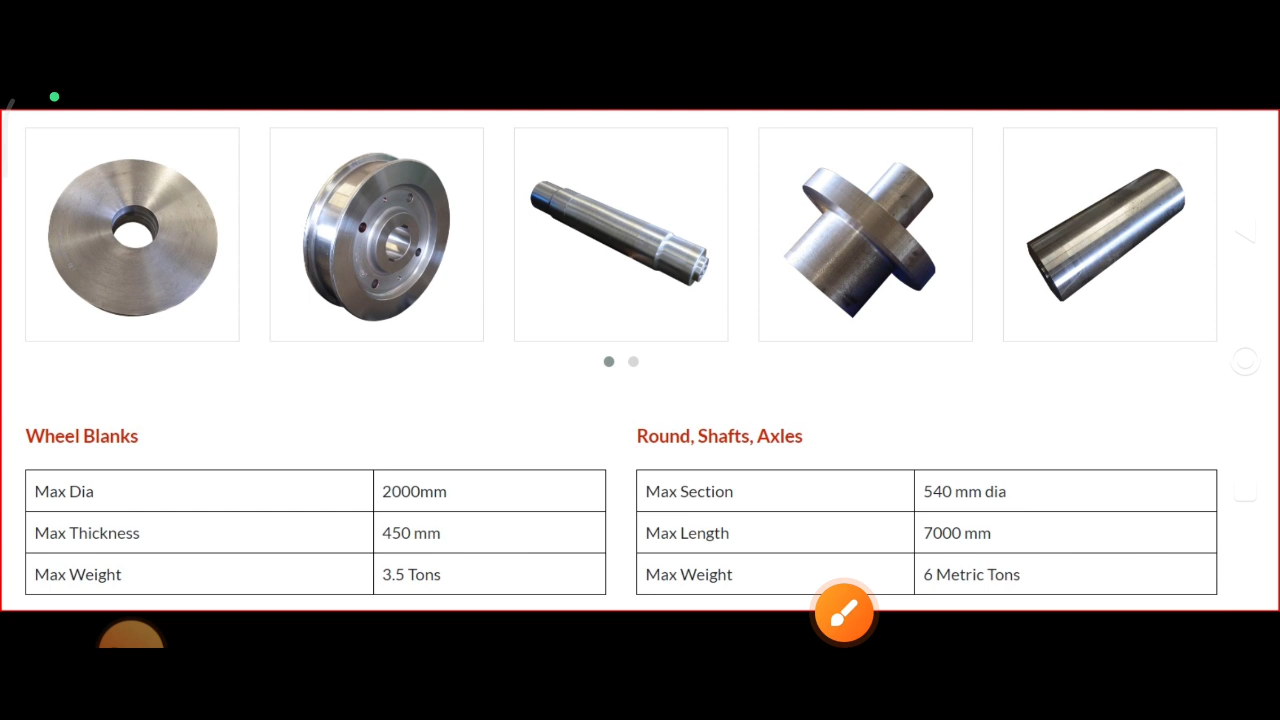 Wheel Blanks
Max Dia 2000mm
Max Thickness 450 mm
Max Weight 3.5 Tons
Round, Shafts, Axles
Max Section 540 mm dia
Max Length 7000 mm
Max Weight 6 Metric Tons